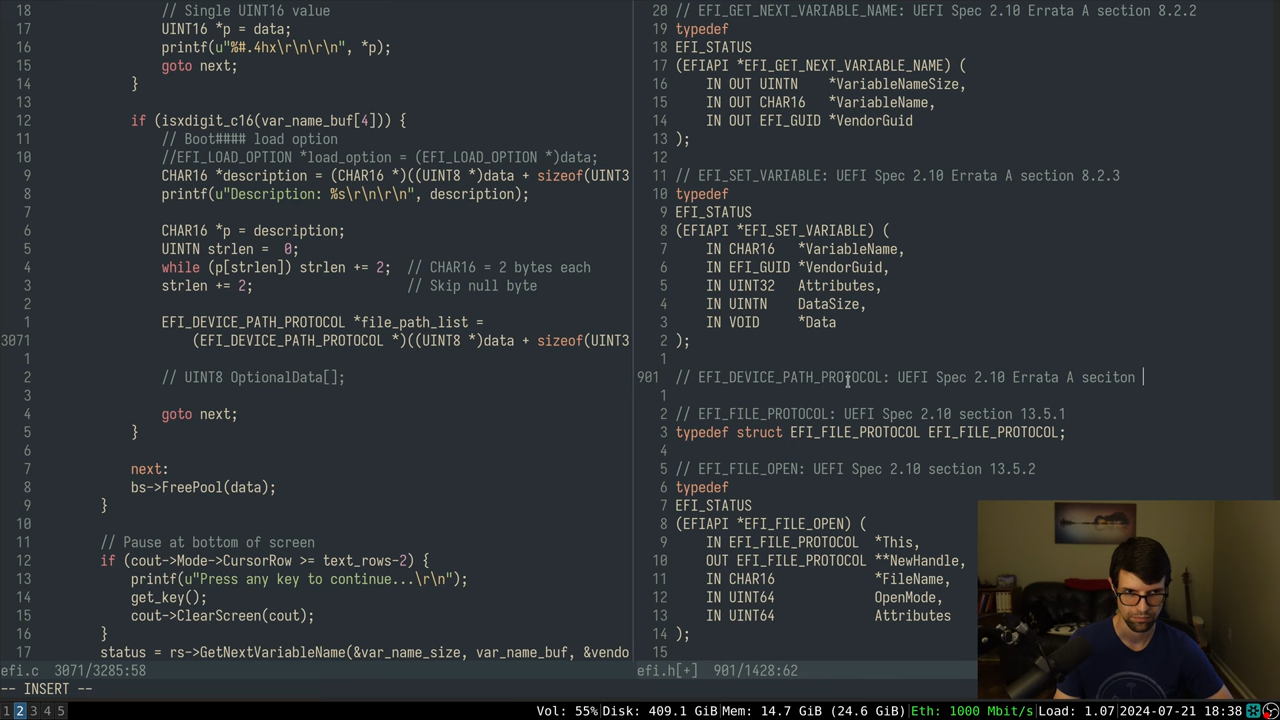 18 // Single UINT16 value
17 UINT16 *p = data;
16 printf(u"%#.4hx\r\n\r\n", *p);
15 goto next;
14 }
13
12 if (isxdigit_c16(var_name_buf[4])) {
11 // Boot#### load option
10 //EFI_LOAD_OPTION *load_option = (EFI_LOAD_OPTION *)data;
9 CHAR16 *description = (CHAR16 *)((UINT8 *)data + sizeof(UINT3
8 printf(u"Description: %s\r\n\r\n", description);
7
6 CHAR16 *p = description;
5 UINTN strlen =  0;
4 while (p[strlen]) strlen += 2;  // CHAR16 = 2 bytes each
3 strlen += 2; // Skip null byte
2
1 EFI_DEVICE_PATH_PROTOCOL *file_path_list =
3071 (EFI_DEVICE_PATH_PROTOCOL *)((UINT8 *)data + sizeof(UINT3
1
2 // UINT8 OptionalData[];
3
4 goto next;
5 }
6
7 next:
8 bs->FreePool(data);
9 }
10
11 // Pause at bottom of screen
12 if (cout->Mode->CursorRow >= text_rows-2) {
13 printf(u"Press any key to continue...\r\n");
14 get_key();
15 cout->ClearScreen(cout);
16 }
17 status = rs->GetNextVariableName(&var_name_size, var_name_buf, &vendo
efi.c 3071/3285:58
-- INSERT --
20 // EFI_GET_NEXT_VARIABLE_NAME: UEFI Spec 2.10 Errata A section 8.2.2
19 typedef
18 EFI_STATUS
17 (EFIAPI *EFI_GET_NEXT_VARIABLE_NAME) (
16 IN OUT UINTN *VariableNameSize,
15 IN OUT CHAR16 *VariableName,
14 IN OUT EFI_GUID *VendorGuid
13 );
12
11 // EFI_SET_VARIABLE: UEFI Spec 2.10 Errata A section 8.2.3
10 typedef
9 EFI_STATUS
8 (EFIAPI *EFI_SET_VARIABLE) (
7 IN CHAR16 *VariableName,
6 IN EFI_GUID *VendorGuid,
5 IN UINT32 Attributes,
4 IN UINTN DataSize,
3 IN VOID *Data
2 );
1
901 // EFI_DEVICE_PATH_PROTOCOL: UEFI Spec 2.10 Errata A seciton
1
2 // EFI_FILE_PROTOCOL: UEFI Spec 2.10 section 13.5.1
3 typedef struct EFI_FILE_PROTOCOL EFI_FILE_PROTOCOL;
4
5 // EFI_FILE_OPEN: UEFI Spec 2.10 section 13.5.2
6 typedef
7 EFI_STATUS
8 (EFIAPI *EFI_FILE_OPEN) (
9 IN EFI_FILE_PROTOCOL *This,
10 OUT EFI_FILE_PROTOCOL **NewHandle,
11 IN CHAR16 *FileName,
12 IN UINT64 OpenMode,
13 IN UINT64 Attributes
14 );
15
efi.h[+] 901/1428:62
1 2 3 4 5 Vol: 55% Disk: 409.1 GiB Mem: 14.7 GiB (24.6 GiB) Eth: 1000 Mbit/s Load: 1.07 2024-07-21 18:38